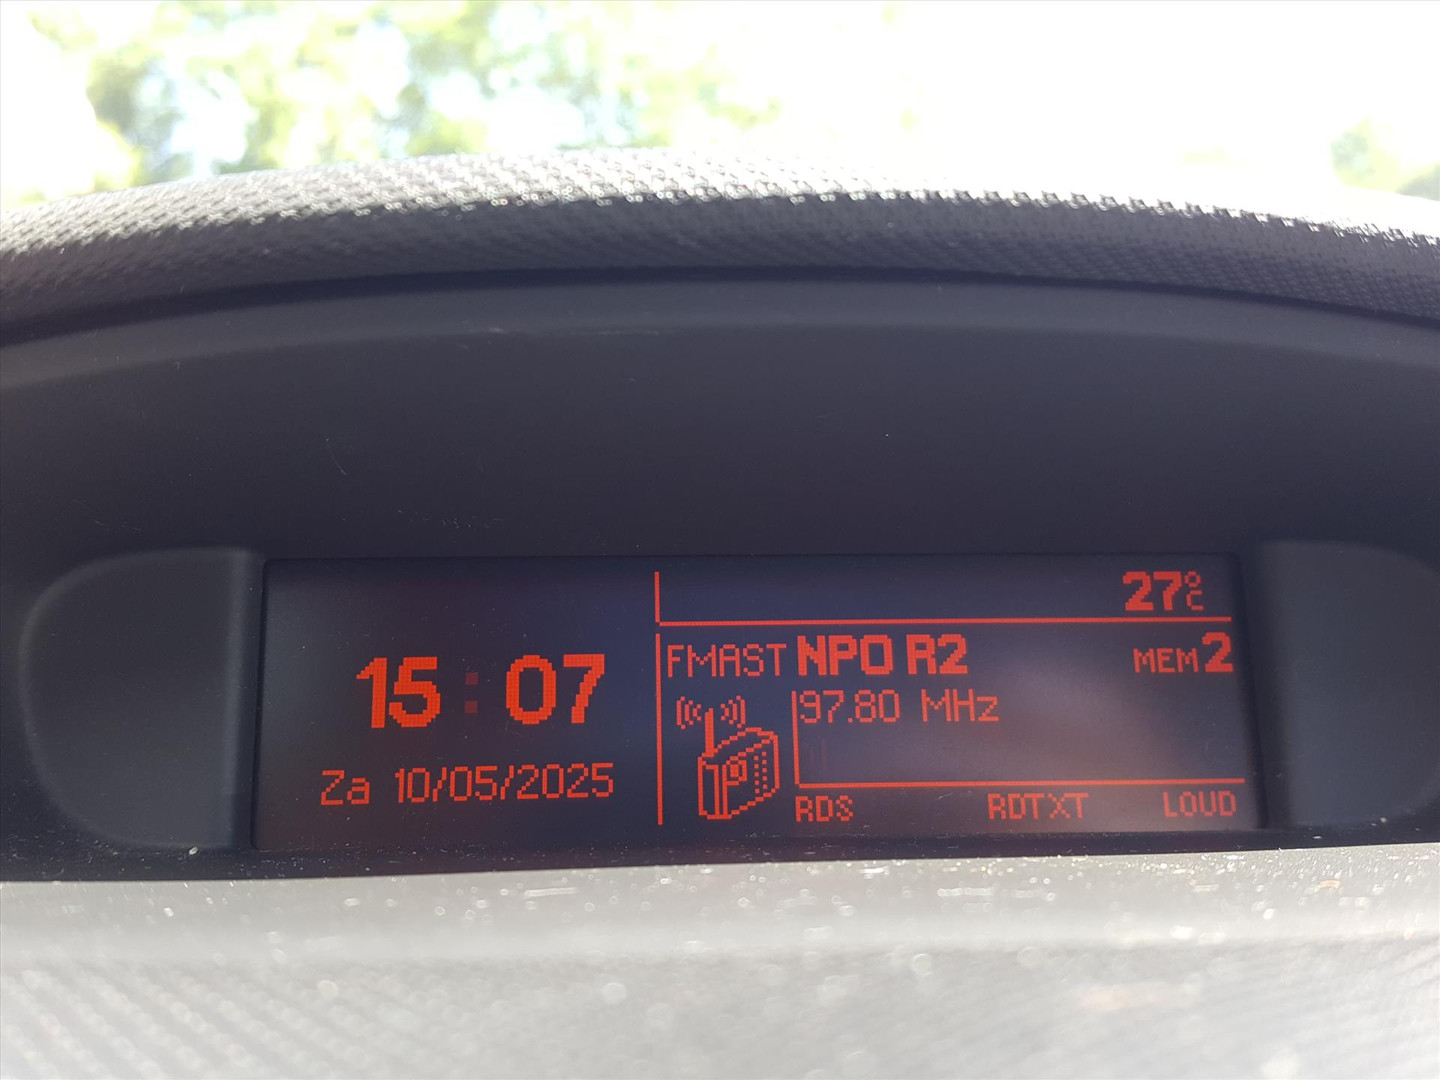 27°C
15:07
FMAST NPO R2 MEM 2
97.80 MHz
Za 10/05/2025
RDS RDTXT LOUD